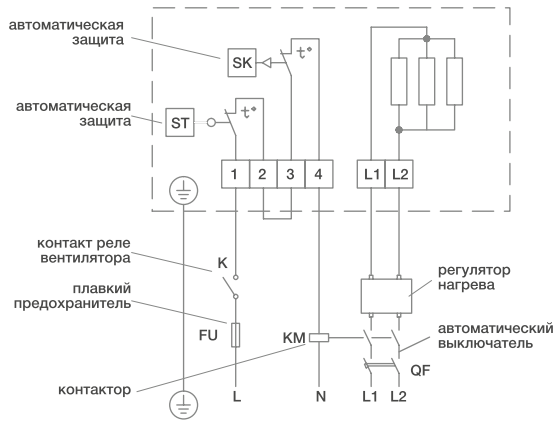 автоматическая
защита
SK
t°
автоматическая
защита
ST
t°
1 2 3 4 L1 L2
контакт реле
вентилятора
K
плавкий
предохранитель
FU
регулятор
нагрева
KM
автоматический
выключатель
контактор
QF
L N L1 L2